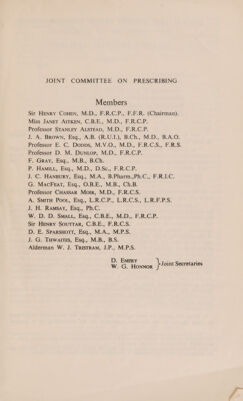 JOINT COMMITTEE ON PRESCRIBING
Members
Sir HENRY COHEN, M.D., F.R.C.P., F.F.R. (Chairman).
Miss JANET AITKEN, C.B.E., M.D., F.R.C.P.
Professor STANLEY ALSTEAD, M.D., F.R.C.P.
J. A. BROWN, Esq., A.B. (R.U.I.), B.Ch., M.D., B.A.O.
Professor E. C. DODDS, M.V.O., M.D., F.R.C.S., F.R.S.
Professor D. M. DUNLOP, M.D., F.R.C.P.
F. GRAY, Esq., M.B., B.Ch.
P. HAMILL, Esq., M.D., D.Sc., F.R.C.P.
J. C. HANBURY, Esq., M.A., B.Pharm., Ph.C., F.R.I.C.
G. MACFEAT, Esq., O.B.E., M.B., Ch.B.
Professor CHASSAR MOIR, M.D., F.R.C.S.
A. SMITH POOL, Esq., L.R.C.P., L.R.C.S., L.R.F.P.S.
J. H. RAMSAY, Esq., Ph.C.
W. D. D. SMALL, Esq., C.B.E., M.D., F.R.C.P.
Sir HENRY SOUTTAR, C.B.E., F.R.C.S.
D. E. SPARSHOTT, Esq., M.A., M.P.S.
J. G. THWAITES, Esq., M.B., B.S.
Alderman W. J. TRISTRAM, J.P., M.P.S.
D. EMERY
W. G. HONNOR } Joint Secretaries